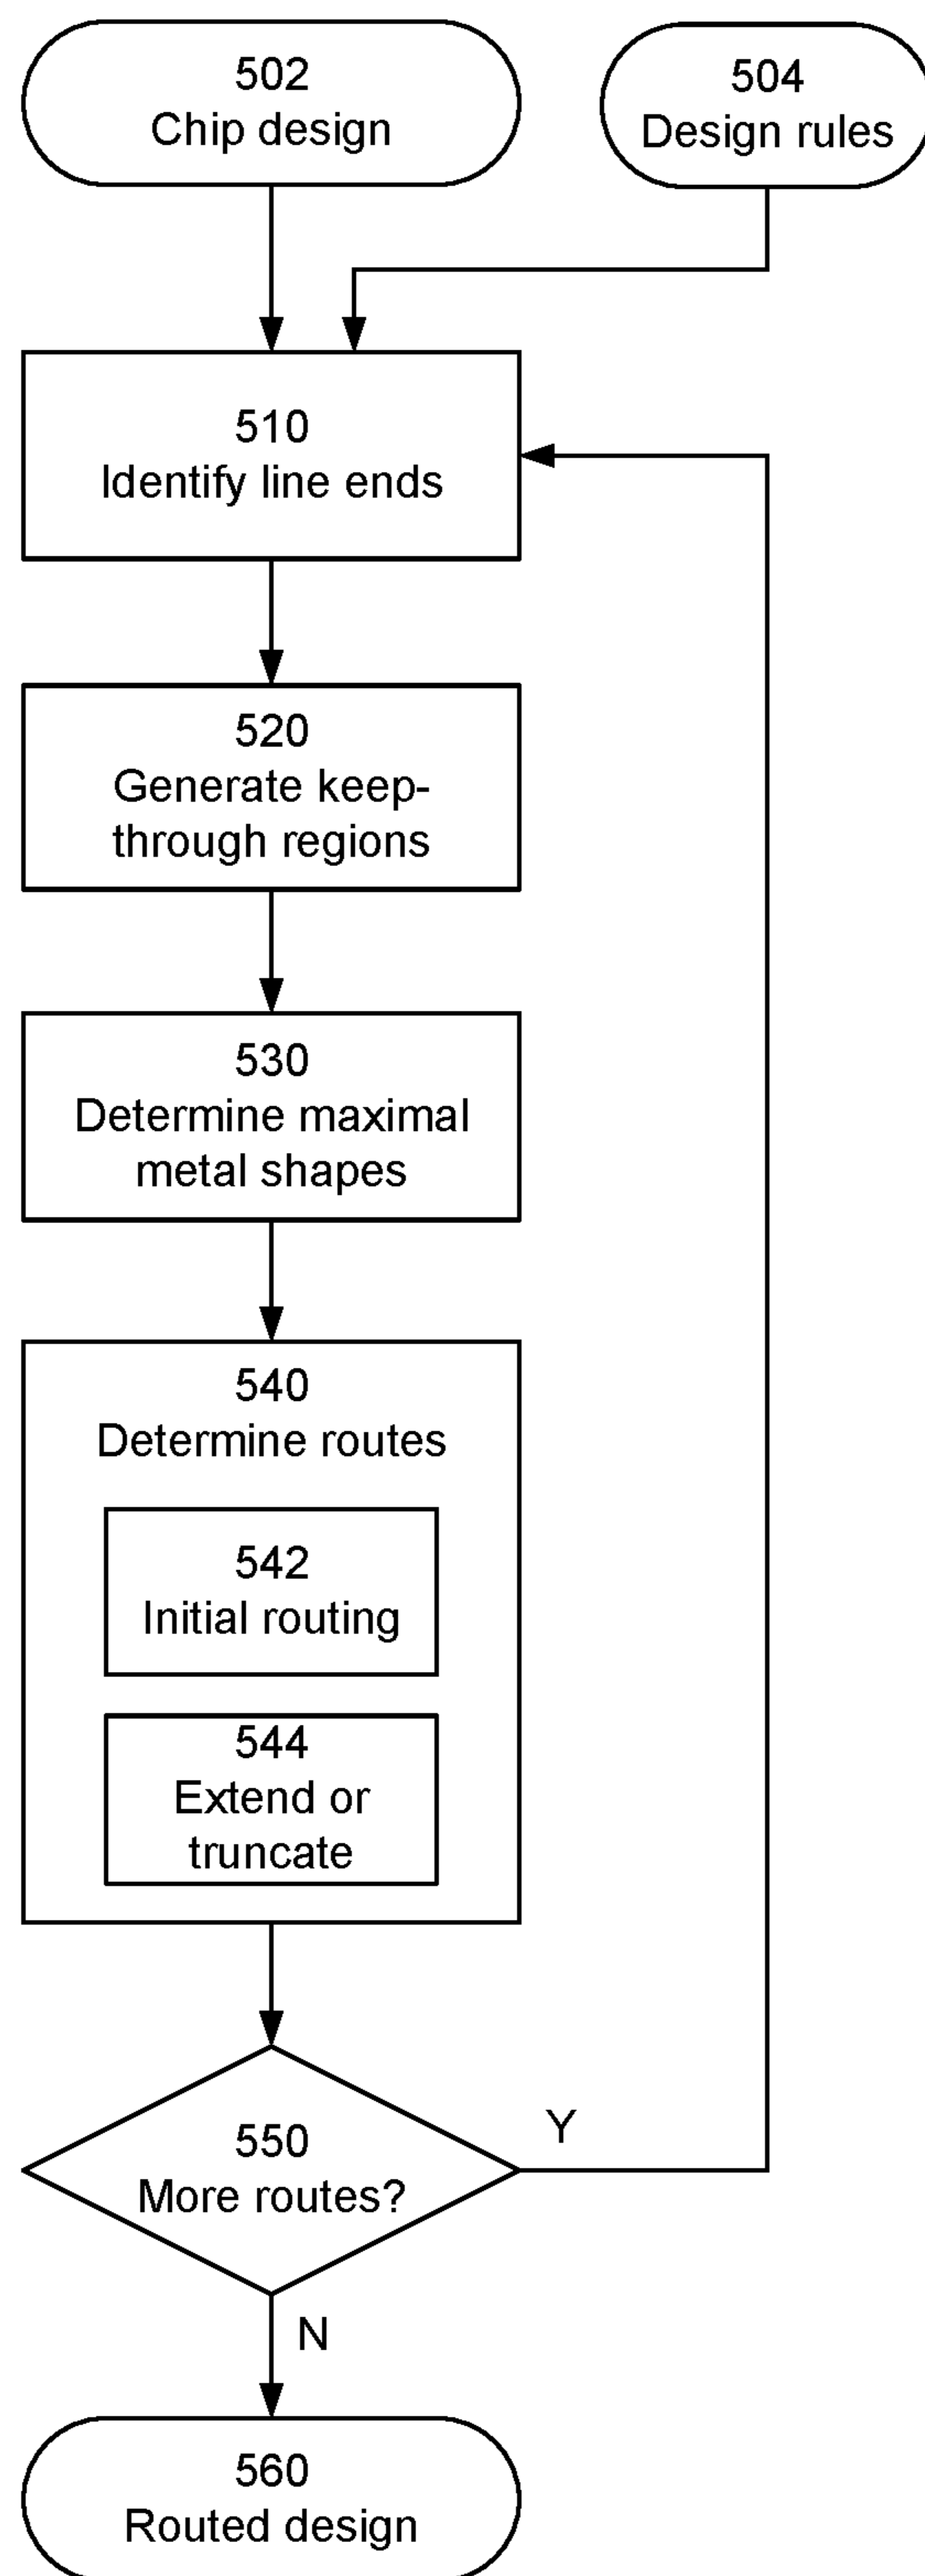 502
Chip design
504
Design rules
510
Identify line ends
520
Generate keep-
through regions
530
Determine maximal
metal shapes
540
Determine routes
542
Initial routing
544
Extend or
truncate
550
More routes?
Y
N
560
Routed design